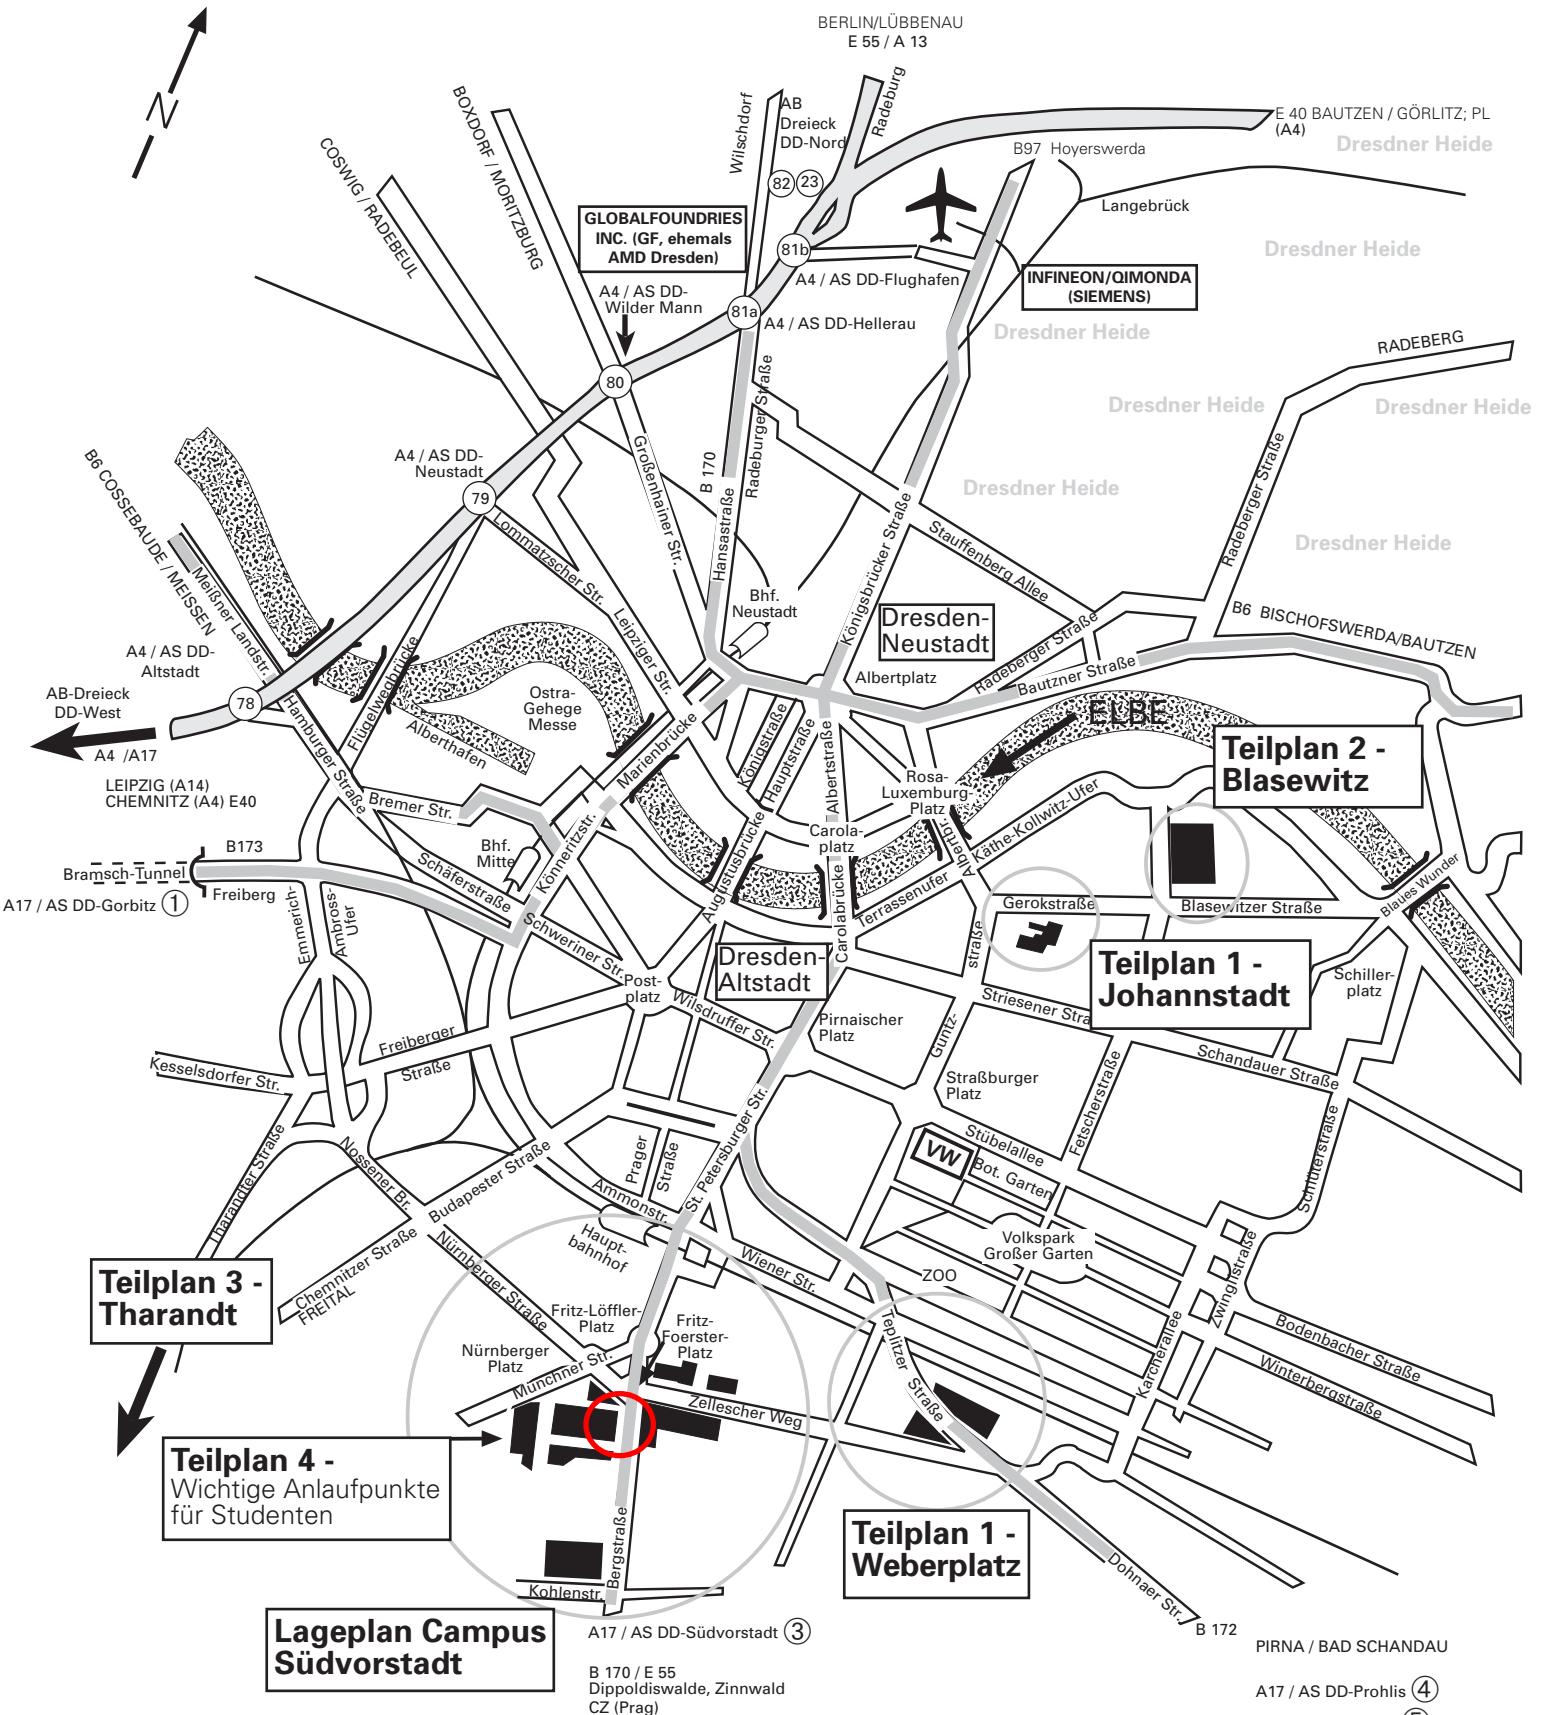 BERLIN/LÜBBENAU
E 55 / A 13
N
Radeburg
Wilschdorf
AB
Dreieck
DD-Nord
82
23
E 40 BAUTZEN / GÖRLITZ; PL
(A4)
Dresdner Heide
B97 Hoyerswerda
Langebrück
BOXDORF / MORITZBURG
COSWIG / RADEBEUL
GLOBALFOUNDRIES
INC. (GF, ehemals
AMD Dresden)
81b
Dresdner Heide
A4 / AS DD-Flughafen
INFINEON/QIMONDA
(SIEMENS)
A4 / AS DD-
Wilder Mann
81a
A4 / AS DD-Hellerau
Dresdner Heide
RADEBERG
80
Dresdner Heide
Dresdner Heide
Radeburger Straße
B 170
Hansastraße
Großenhainer Str.
A4 / AS DD-
Neustadt
79
Dresdner Heide
Dresdner Heide
B6 COSSEBAUDE / MEISSEN
Meißner Landstr.
Lommatzscher Str.
Leipziger Str.
Königsbrücker Straße
Stauffenberg Allee
Radeberger Straße
Bhf.
Neustadt
Dresden-
Neustadt
Radeberger Straße
B6 BISCHOFSWERDA/BAUTZEN
Albertplatz
Bautzner Straße
A4 / AS DD-
Altstadt
AB-Dreieck
DD-West
78
A4 /A17
LEIPZIG (A14)
CHEMNITZ (A4) E40
Hamburger Straße
Flügelwegbrücke
Alberthafen
Ostra-
Gehege
Messe
Marienbrücke
Königstraße
Hauptstraße
Albertstraße
ELBE
Teilplan 2 -
Blasewitz
Rosa-
Luxemburg-
Platz
Albertbr.
Käthe-Kollwitz-Ufer
Carola-
platz
Bremer Str.
Bhf.
Mitte
Könneritzstr.
Augustusbrücke
Carolabrücke
Terrassenufer
B173
Bramsch-Tunnel
Freiberg
A17 / AS DD-Gorbitz 1
Emmerich-
Ambross-
Ufer
Schäferstraße
Schweriner Str.
Gerokstraße
Blasewitzer Straße
Blaues Wunder
straße
Dresden-
Altstadt
Teilplan 1 -
Johannstadt
Schiller-
platz
Post-
platz
Wilsdruffer Str.
Pirnaischer
Platz
Güntz-
Striesener Stra
Schandauer Straße
Freiberger
Straße
Kesselsdorfer Str.
Straßburger
Platz
Fetscherstraße
Schlüterstraße
St. Petersburger Str.
Stübelallee
VW
Bot. Garten
Prager
Straße
Tharandter Straße
Nossener Br.
Budapester Straße
Ammonstr.
Haupt-
bahnhof
Volkspark
Großer Garten
Zwinglistraße
Chemnitzer Straße
FREITAL
Nürnberger Straße
Wiener Str.
ZOO
Teilplan 3 -
Tharandt
Fritz-Löffler-
Platz
Fritz-
Foerster-
Platz
Nürnberger
Platz
Münchner Str.
Teplitzer Straße
Karcherallee
Bodenbacher Straße
Winterbergstraße
Zellescher Weg
Teilplan 4 -
Wichtige Anlaufpunkte
für Studenten
Bergstraße
Teilplan 1 -
Weberplatz
Kohlenstr.
Dohnaer Str.
Lageplan Campus
Südvorstadt
A17 / AS DD-Südvorstadt 3
B 172
PIRNA / BAD SCHANDAU
B 170 / E 55
Dippoldiswalde, Zinnwald
CZ (Prag)
A17 / AS DD-Prohlis 4